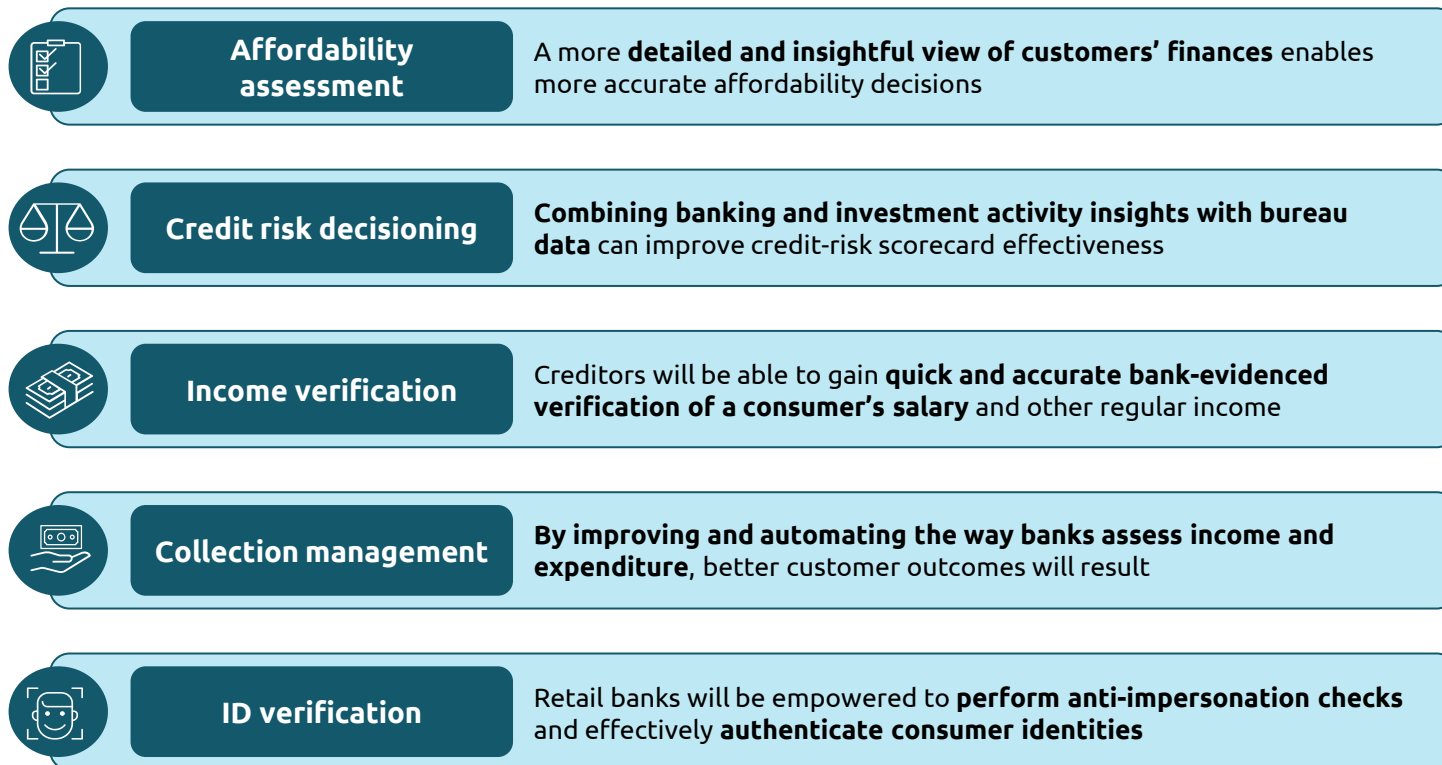 Affordability
assessment
A more detailed and insightful view of customers’ finances enables
more accurate affordability decisions
Credit risk decisioning
Combining banking and investment activity insights with bureau
data can improve credit-risk scorecard effectiveness
Income verification
Creditors will be able to gain quick and accurate bank-evidenced
verification of a consumer’s salary and other regular income
Collection management
By improving and automating the way banks assess income and
expenditure, better customer outcomes will result
ID verification
Retail banks will be empowered to perform anti-impersonation checks
and effectively authenticate consumer identities